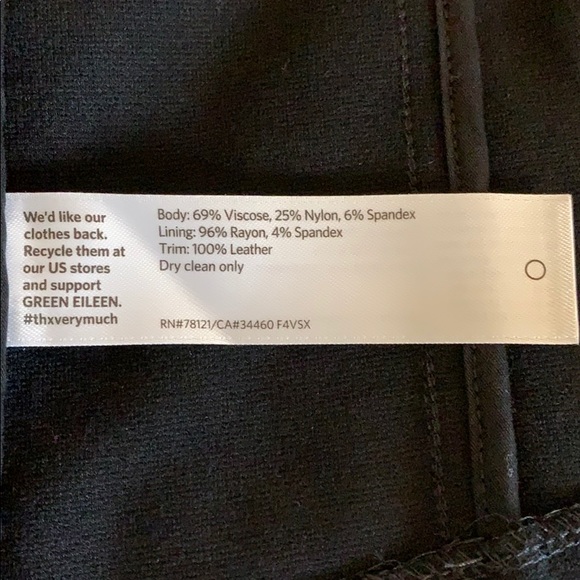 We'd like our
clothes back.
Recycle them at
our US stores
and support
GREEN EILEEN.
#thxverymuch
Body: 69% Viscose, 25% Nylon, 6% Spandex
Lining: 96% Rayon, 4% Spandex
Trim: 100% Leather
Dry clean only
RN#78121/CA#34460 F4VSX